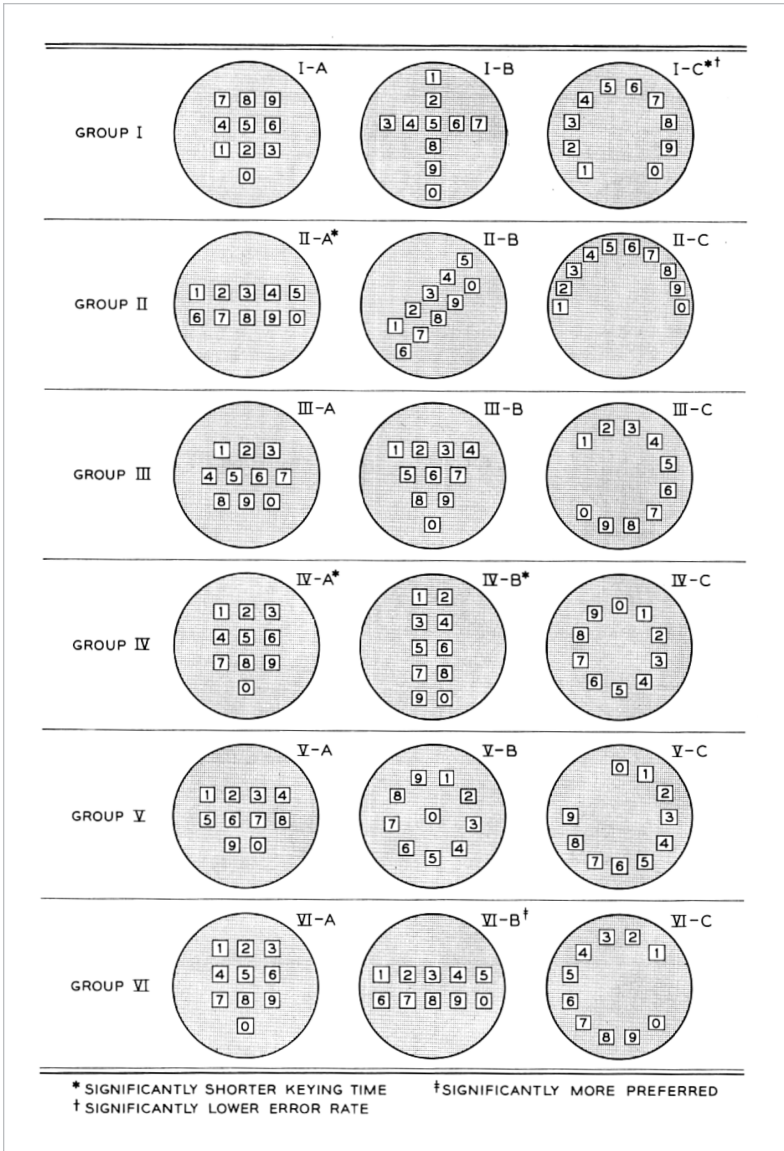 GROUP I
I-A
7 8 9
4 5 6
1 2 3
0
I-B
1
2
3 4 5 6 7
8
9
0
I-C*†
1 2 3 4 5 6 7 8 9 0
GROUP II
II-A*
1 2 3 4 5
6 7 8 9 0
II-B
1 2 3 4 5
6 7 8 9 0
II-C
1 2 3 4 5 6 7 8 9 0
GROUP III
III-A
1 2 3
4 5 6 7
8 9 0
III-B
1 2 3 4
5 6 7
8 9
0
III-C
1 2 3 4 5 6 7 8 9 0
GROUP IV
IV-A*
1 2 3
4 5 6
7 8 9
0
IV-B*
1 2
3 4
5 6
7 8
9 0
IV-C
0 1 2 3 4 5 6 7 8 9
GROUP V
V-A
1 2 3 4
5 6 7 8
9 0
V-B
1 2 3 4 5 6 7 8 9
0
V-C
0 1 2 3 4 5 6 7 8 9
GROUP VI
VI-A
1 2 3
4 5 6
7 8 9
0
VI-B‡
1 2 3 4 5
6 7 8 9 0
VI-C
1 2 3 4 5 6 7 8 9 0
* SIGNIFICANTLY SHORTER KEYING TIME ‡SIGNIFICANTLY MORE PREFERRED
† SIGNIFICANTLY LOWER ERROR RATE